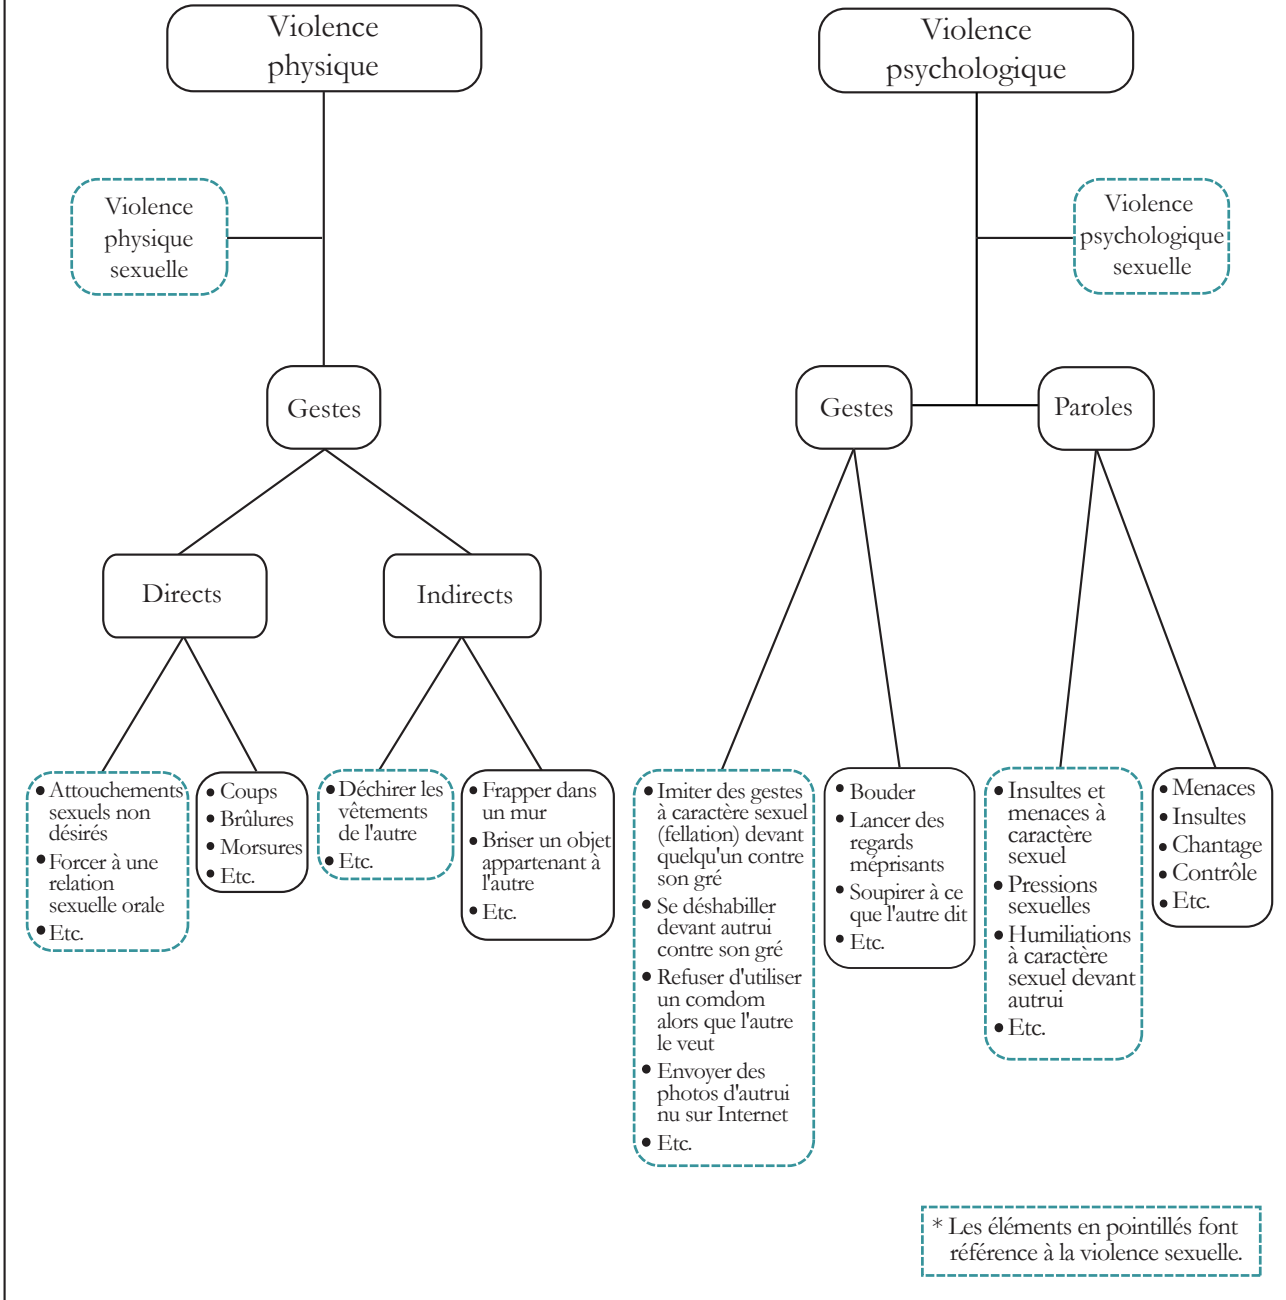 Violence
physique
Violence
psychologique
Violence
physique
sexuelle
Violence
psychologique
sexuelle
Gestes
Gestes
Paroles
Directs
Indirects
• Attouchements
sexuels non
désirés
• Forcer à une
relation
sexuelle orale
• Etc.
• Coups
• Brûlures
• Morsures
• Etc.
• Déchirer les
vêtements
de l'autre
• Etc.
• Frapper dans
un mur
• Briser un objet
appartenant à
l'autre
• Etc.
• Imiter des gestes
à caractère sexuel
(fellation) devant
quelqu'un contre
son gré
• Se déshabiller
devant autrui
contre son gré
• Refuser d'utiliser
un comdom
alors que l'autre
le veut
• Envoyer des
photos d'autrui
nu sur Internet
• Etc.
• Bouder
• Lancer des
regards
méprisants
• Soupirer à ce
que l'autre dit
• Etc.
• Insultes et
menaces à
caractère
sexuel
• Pressions
sexuelles
• Humiliations
à caractère
sexuel devant
autrui
• Etc.
• Menaces
• Insultes
• Chantage
• Contrôle
• Etc.
* Les éléments en pointillés font
référence à la violence sexuelle.